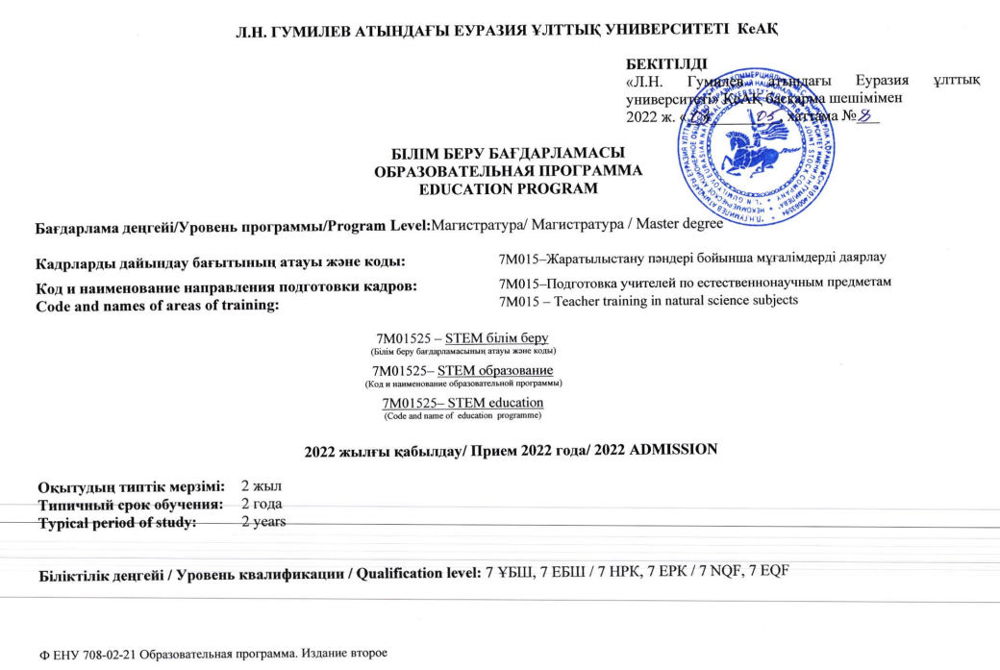 Л.Н. ГУМИЛЕВ АТЫНДАҒЫ ЕУРАЗИЯ ҰЛТТЫҚ УНИВЕРСИТЕТІ КеАҚ
БЕКІТІЛДІ
«Л.Н. Гумилев атындағы Еуразия ұлттық
университеті» КеАҚ басқарма шешімімен
2022 ж. « 05 , хаттама № 8
БІЛІМ БЕРУ БАҒДАРЛАМАСЫ
ОБРАЗОВАТЕЛЬНАЯ ПРОГРАММА
EDUCATION PROGRAM
Бағдарлама деңгейі/Уровень программы/Program Level:Магистратура/ Магистратура / Master degree
Кадрларды дайындау бағытының атауы және коды: 7M015–Жаратылыстану пәндері бойынша мұғалімдерді даярлау
Код и наименование направления подготовки кадров: 7M015–Подготовка учителей по естественнонаучным предметам
Code and names of areas of training: 7M015 – Teacher training in natural science subjects
7M01525 – STEM білім беру
(Білім беру бағдарламасының атауы және коды)
7M01525– STEM образование
(Код и наименование образовательной программы)
7M01525– STEM education
(Code and name of education programme)
2022 жылғы қабылдау/ Прием 2022 года/ 2022 ADMISSION
Оқытудың типтік мерзімі: 2 жыл
Типичный срок обучения: 2 года
Typical period of study: 2 years
Біліктілік деңгейі / Уровень квалификации / Qualification level: 7 ҰБШ, 7 ЕБШ / 7 НРК, 7 ЕРК / 7 NQF, 7 EQF
Ф ЕНУ 708-02-21 Образовательная программа. Издание второе